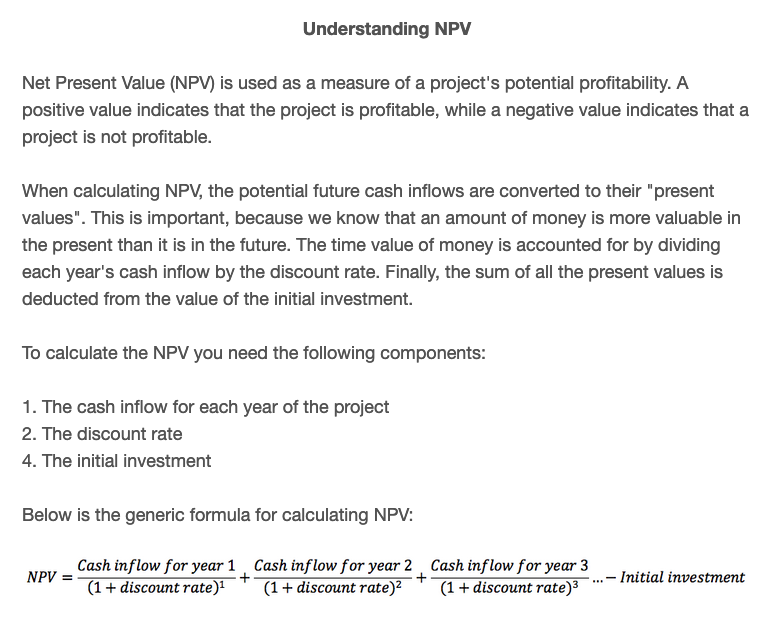 Understanding NPV
Net Present Value (NPV) is used as a measure of a project's potential profitability. A
positive value indicates that the project is profitable, while a negative value indicates that a
project is not profitable.
When calculating NPV, the potential future cash inflows are converted to their "present
values". This is important, because we know that an amount of money is more valuable in
the present than it is in the future. The time value of money is accounted for by dividing
each year's cash inflow by the discount rate. Finally, the sum of all the present values is
deducted from the value of the initial investment.
To calculate the NPV you need the following components:
1. The cash inflow for each year of the project
2. The discount rate
4. The initial investment
Below is the generic formula for calculating NPV:
NPV = Cash inflow for year 1 / (1 + discount rate)¹ + Cash inflow for year 2 / (1 + discount rate)² + Cash inflow for year 3 / (1 + discount rate)³ ... – Initial investment